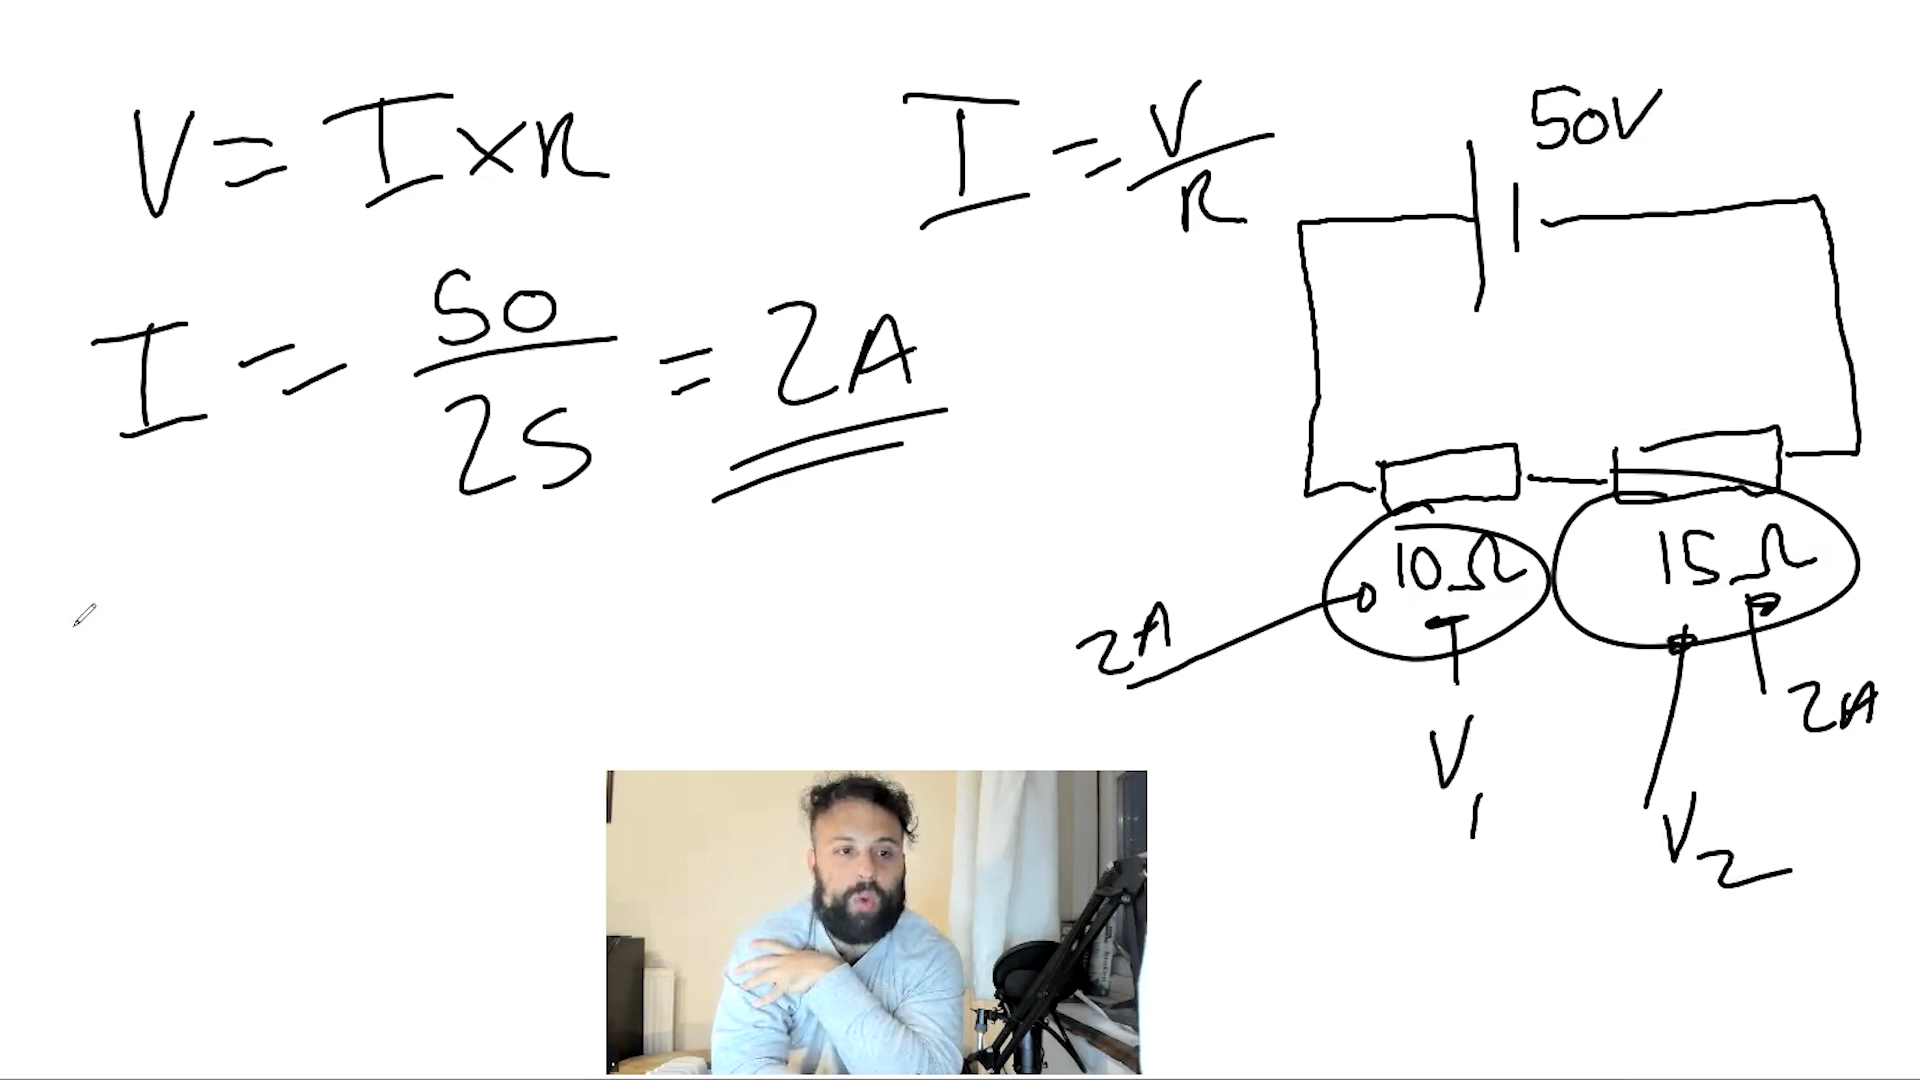 V = I × R
I = V/R
50V
I = 50/25 = 2A
10Ω
15Ω
2A
2A
V1
V2